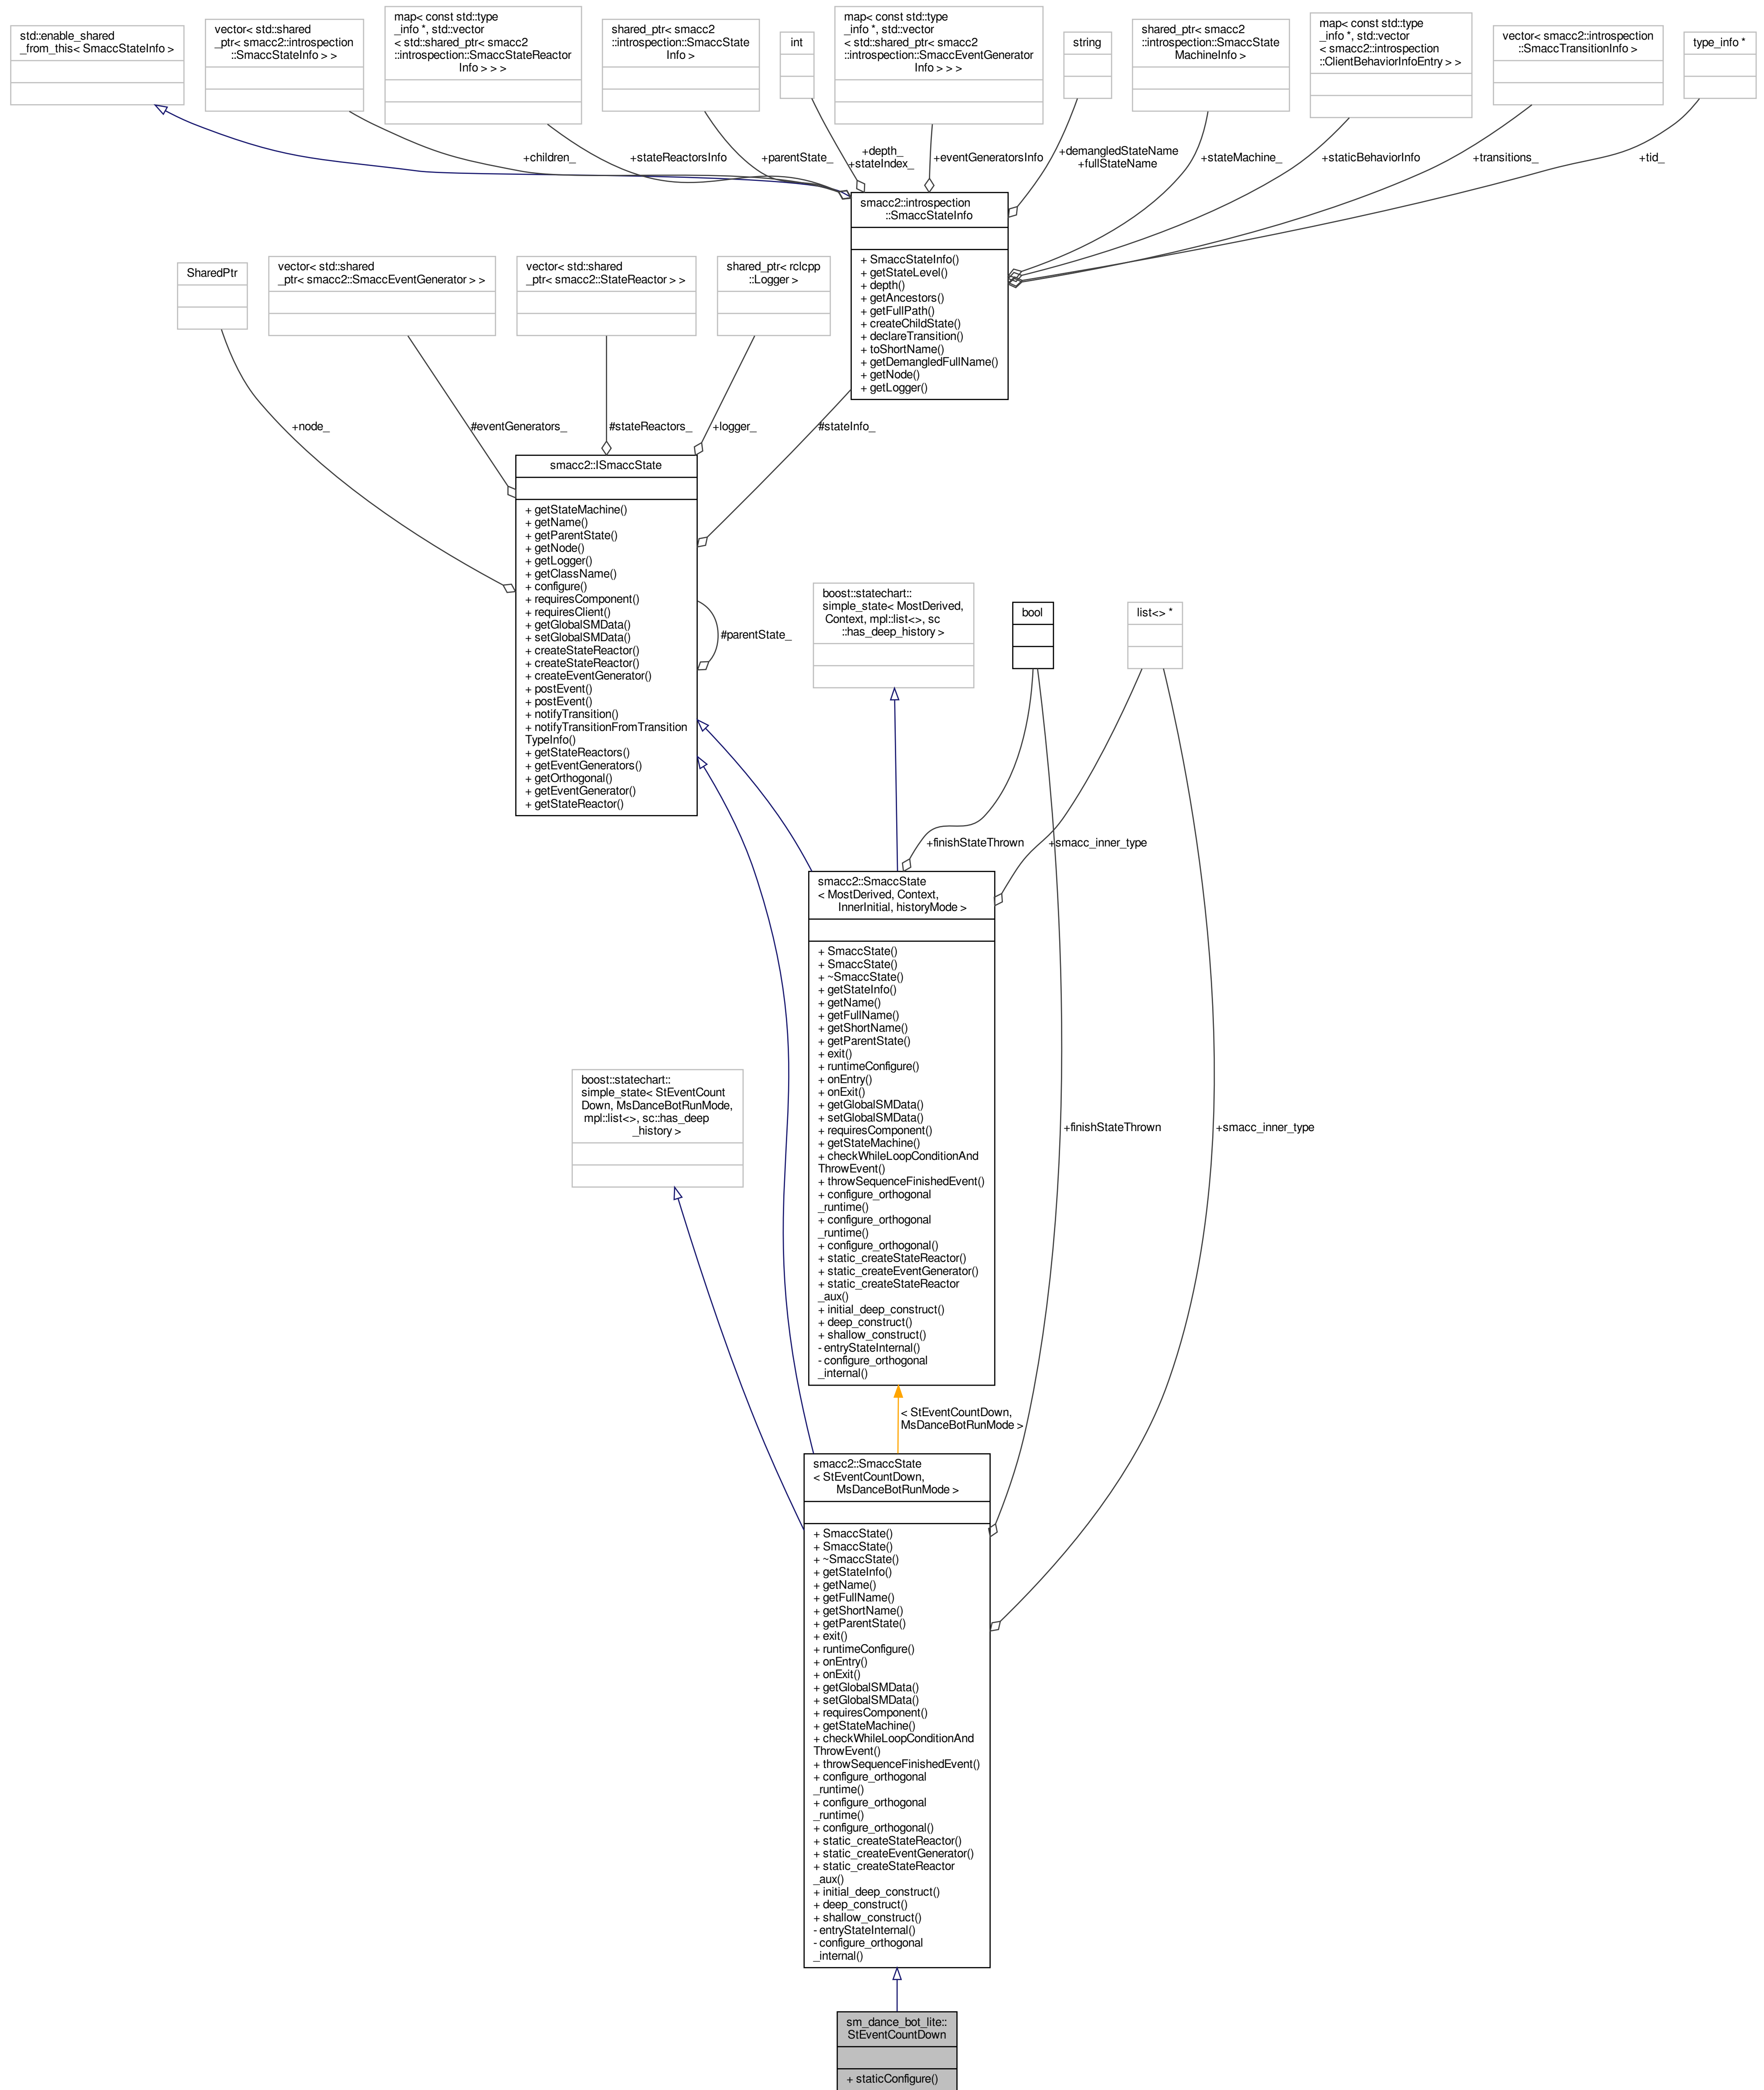 std::enable_shared
_from_this< SmaccStateInfo >
vector< std::shared
_ptr< smacc2::introspection
::SmaccStateInfo > >
map< const std::type
_info *, std::vector
< std::shared_ptr< smacc2
::introspection::SmaccStateReactor
Info > > >
shared_ptr< smacc2
::introspection::SmaccState
Info >
int
map< const std::type
_info *, std::vector
< std::shared_ptr< smacc2
::introspection::SmaccEventGenerator
Info > > >
string
shared_ptr< smacc2
::introspection::SmaccState
MachineInfo >
map< const std::type
_info *, std::vector
< smacc2::introspection
::ClientBehaviorInfoEntry > >
vector< smacc2::introspection
::SmaccTransitionInfo >
type_info *
+children_
+stateReactorsInfo
+parentState_
+depth_
+stateIndex_
+eventGeneratorsInfo
+demangledStateName
+fullStateName
+stateMachine_
+staticBehaviorInfo
+transitions_
+tid_
smacc2::introspection
::SmaccStateInfo
+ SmaccStateInfo()
+ getStateLevel()
+ depth()
+ getAncestors()
+ getFullPath()
+ createChildState()
+ declareTransition()
+ toShortName()
+ getDemangledFullName()
+ getNode()
+ getLogger()
SharedPtr
vector< std::shared
_ptr< smacc2::SmaccEventGenerator > >
vector< std::shared
_ptr< smacc2::StateReactor > >
shared_ptr< rclcpp
::Logger >
+node_
#eventGenerators_
#stateReactors_
+logger_
#stateInfo_
smacc2::ISmaccState
+ getStateMachine()
+ getName()
+ getParentState()
+ getNode()
+ getLogger()
+ getClassName()
+ configure()
+ requiresComponent()
+ requiresClient()
+ getGlobalSMData()
+ setGlobalSMData()
+ createStateReactor()
+ createStateReactor()
+ createEventGenerator()
+ postEvent()
+ postEvent()
+ notifyTransition()
+ notifyTransitionFromTransition
TypeInfo()
+ getStateReactors()
+ getEventGenerators()
+ getOrthogonal()
+ getEventGenerator()
+ getStateReactor()
#parentState_
boost::statechart::
simple_state< MostDerived,
Context, mpl::list<>, sc
::has_deep_history >
bool
list<> *
+finishStateThrown
+smacc_inner_type
smacc2::SmaccState
< MostDerived, Context,
InnerInitial, historyMode >
+ SmaccState()
+ SmaccState()
+ ~SmaccState()
+ getStateInfo()
+ getName()
+ getFullName()
+ getShortName()
+ getParentState()
+ exit()
+ runtimeConfigure()
+ onEntry()
+ onExit()
+ getGlobalSMData()
+ setGlobalSMData()
+ requiresComponent()
+ getStateMachine()
+ checkWhileLoopConditionAnd
ThrowEvent()
+ throwSequenceFinishedEvent()
+ configure_orthogonal
_runtime()
+ configure_orthogonal
_runtime()
+ configure_orthogonal()
+ static_createStateReactor()
+ static_createEventGenerator()
+ static_createStateReactor
_aux()
+ initial_deep_construct()
+ deep_construct()
+ shallow_construct()
- entryStateInternal()
- configure_orthogonal
_internal()
boost::statechart::
simple_state< StEventCount
Down, MsDanceBotRunMode,
mpl::list<>, sc::has_deep
_history >
+finishStateThrown
+smacc_inner_type
< StEventCountDown,
MsDanceBotRunMode >
smacc2::SmaccState
< StEventCountDown,
MsDanceBotRunMode >
+ SmaccState()
+ SmaccState()
+ ~SmaccState()
+ getStateInfo()
+ getName()
+ getFullName()
+ getShortName()
+ getParentState()
+ exit()
+ runtimeConfigure()
+ onEntry()
+ onExit()
+ getGlobalSMData()
+ setGlobalSMData()
+ requiresComponent()
+ getStateMachine()
+ checkWhileLoopConditionAnd
ThrowEvent()
+ throwSequenceFinishedEvent()
+ configure_orthogonal
_runtime()
+ configure_orthogonal
_runtime()
+ configure_orthogonal()
+ static_createStateReactor()
+ static_createEventGenerator()
+ static_createStateReactor
_aux()
+ initial_deep_construct()
+ deep_construct()
+ shallow_construct()
- entryStateInternal()
- configure_orthogonal
_internal()
sm_dance_bot_lite::
StEventCountDown
+ staticConfigure()